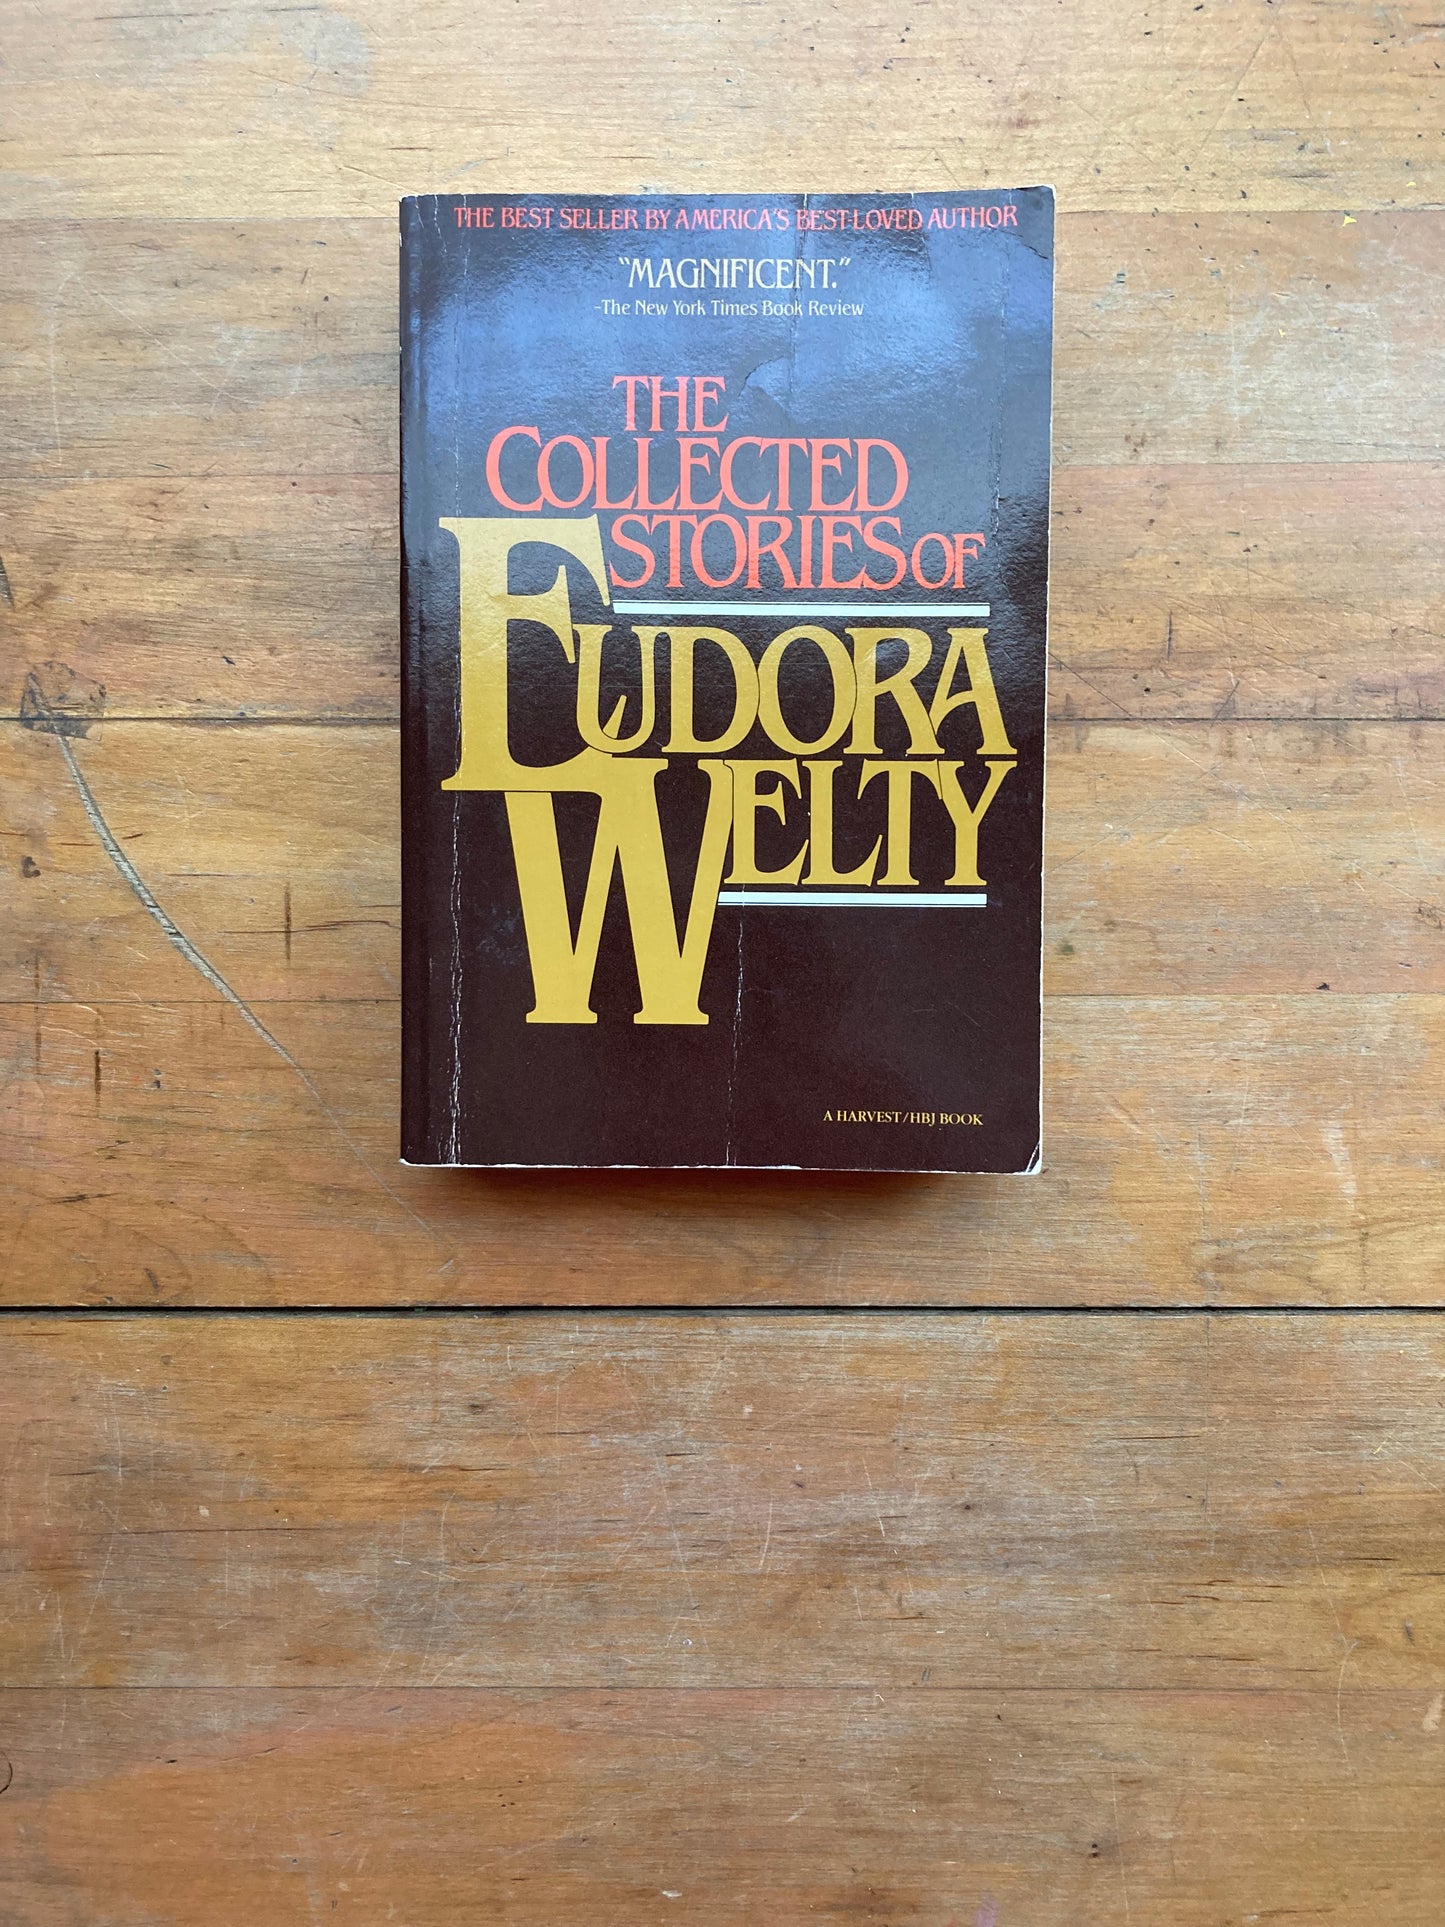 THE BEST SELLER BY AMERICA'S BEST-LOVED AUTHOR
"MAGNIFICENT."
–The New York Times Book Review
THE
COLLECTED
STORIES OF
EUDORA
WELTY
A HARVEST/HBJ BOOK